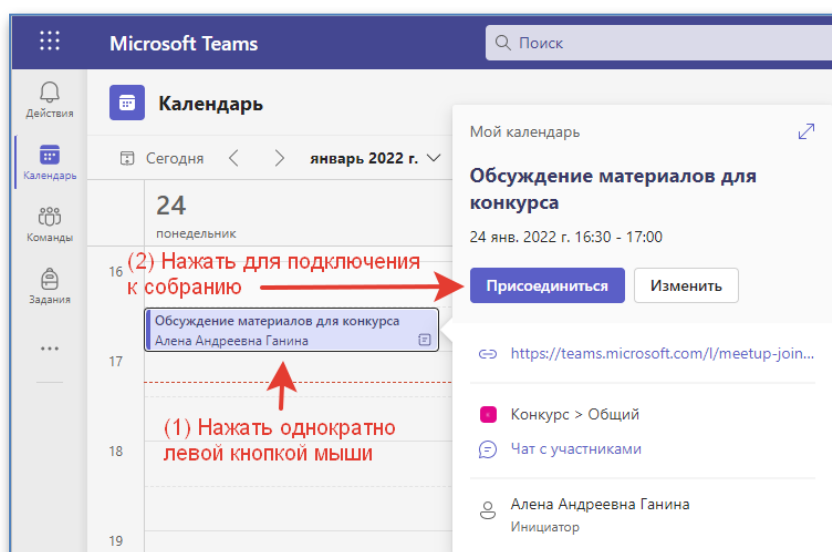 Microsoft Teams
Поиск
Действия
Календарь
Команды
Задания
Календарь
Сегодня
январь 2022 г.
24
понедельник
16
17
18
19
(2) Нажать для подключения
к собранию
Обсуждение материалов для конкурса
Алена Андреевна Ганина
(1) Нажать однократно
левой кнопкой мыши
Мой календарь
Обсуждение материалов для
конкурса
24 янв. 2022 г. 16:30 - 17:00
Присоединиться
Изменить
https://teams.microsoft.com/l/meetup-join...
Конкурс > Общий
Чат с участниками
Алена Андреевна Ганина
Инициатор